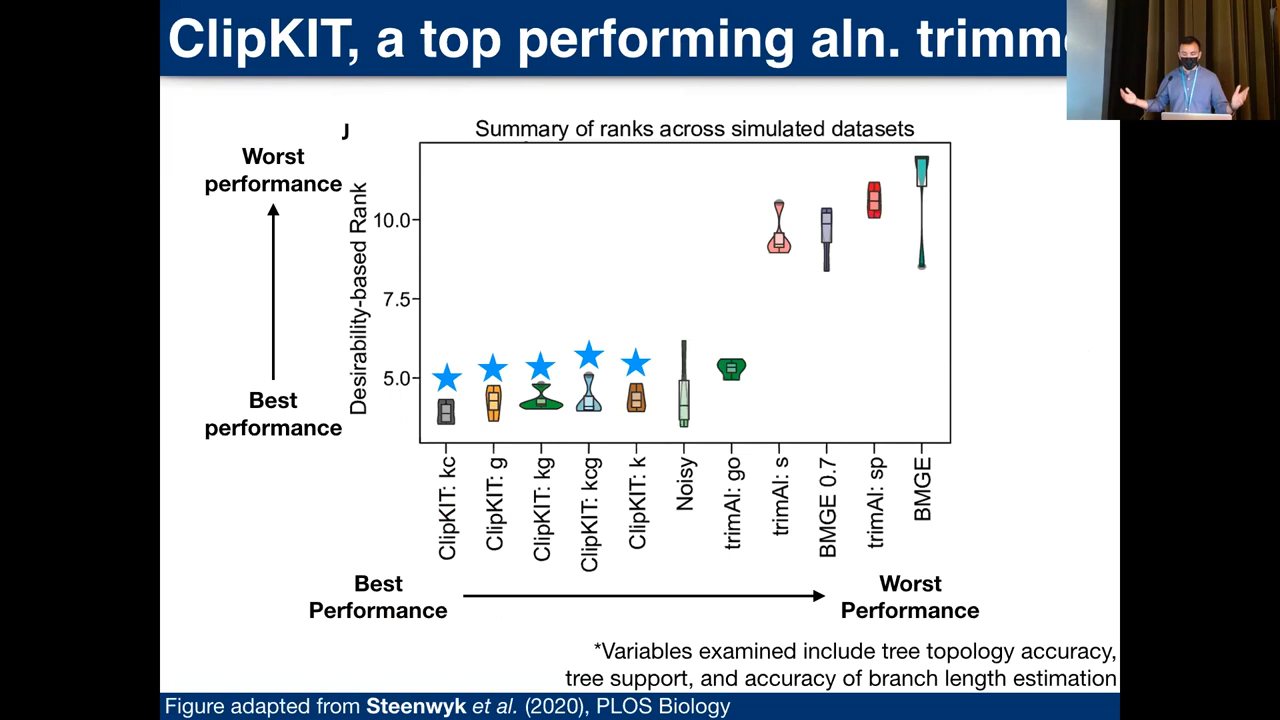 ClipKIT, a top performing aln. trimm
J
Summary of ranks across simulated datasets
Worst
performance
Best
performance
Desirability-based Rank
10.0
7.5
5.0
ClipKIT: kc
ClipKIT: g
ClipKIT: kg
ClipKIT: kcg
ClipKIT: k
Noisy
trimAl: go
trimAl: s
BMGE 0.7
trimAl: sp
BMGE
Best
Performance
Worst
Performance
*Variables examined include tree topology accuracy,
tree support, and accuracy of branch length estimation
Figure adapted from Steenwyk et al. (2020), PLOS Biology